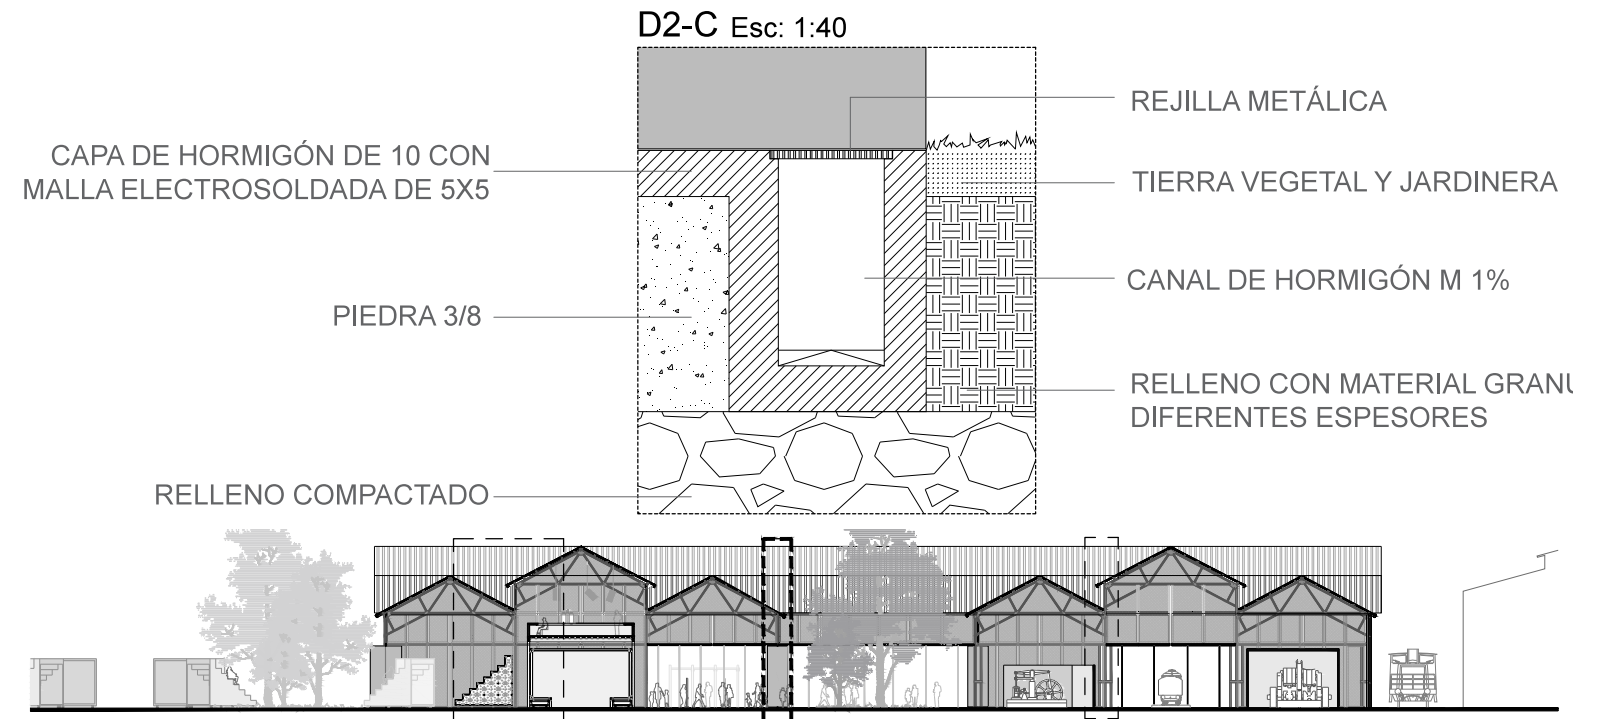 D2-C Esc: 1:40
REJILLA METÁLICA
CAPA DE HORMIGÓN DE 10 CON
MALLA ELECTROSOLDADA DE 5X5
TIERRA VEGETAL Y JARDINERA
CANAL DE HORMIGÓN M 1%
PIEDRA 3/8
RELLENO CON MATERIAL
DIFERENTES ESPESORES
RELLENO COMPACTADO